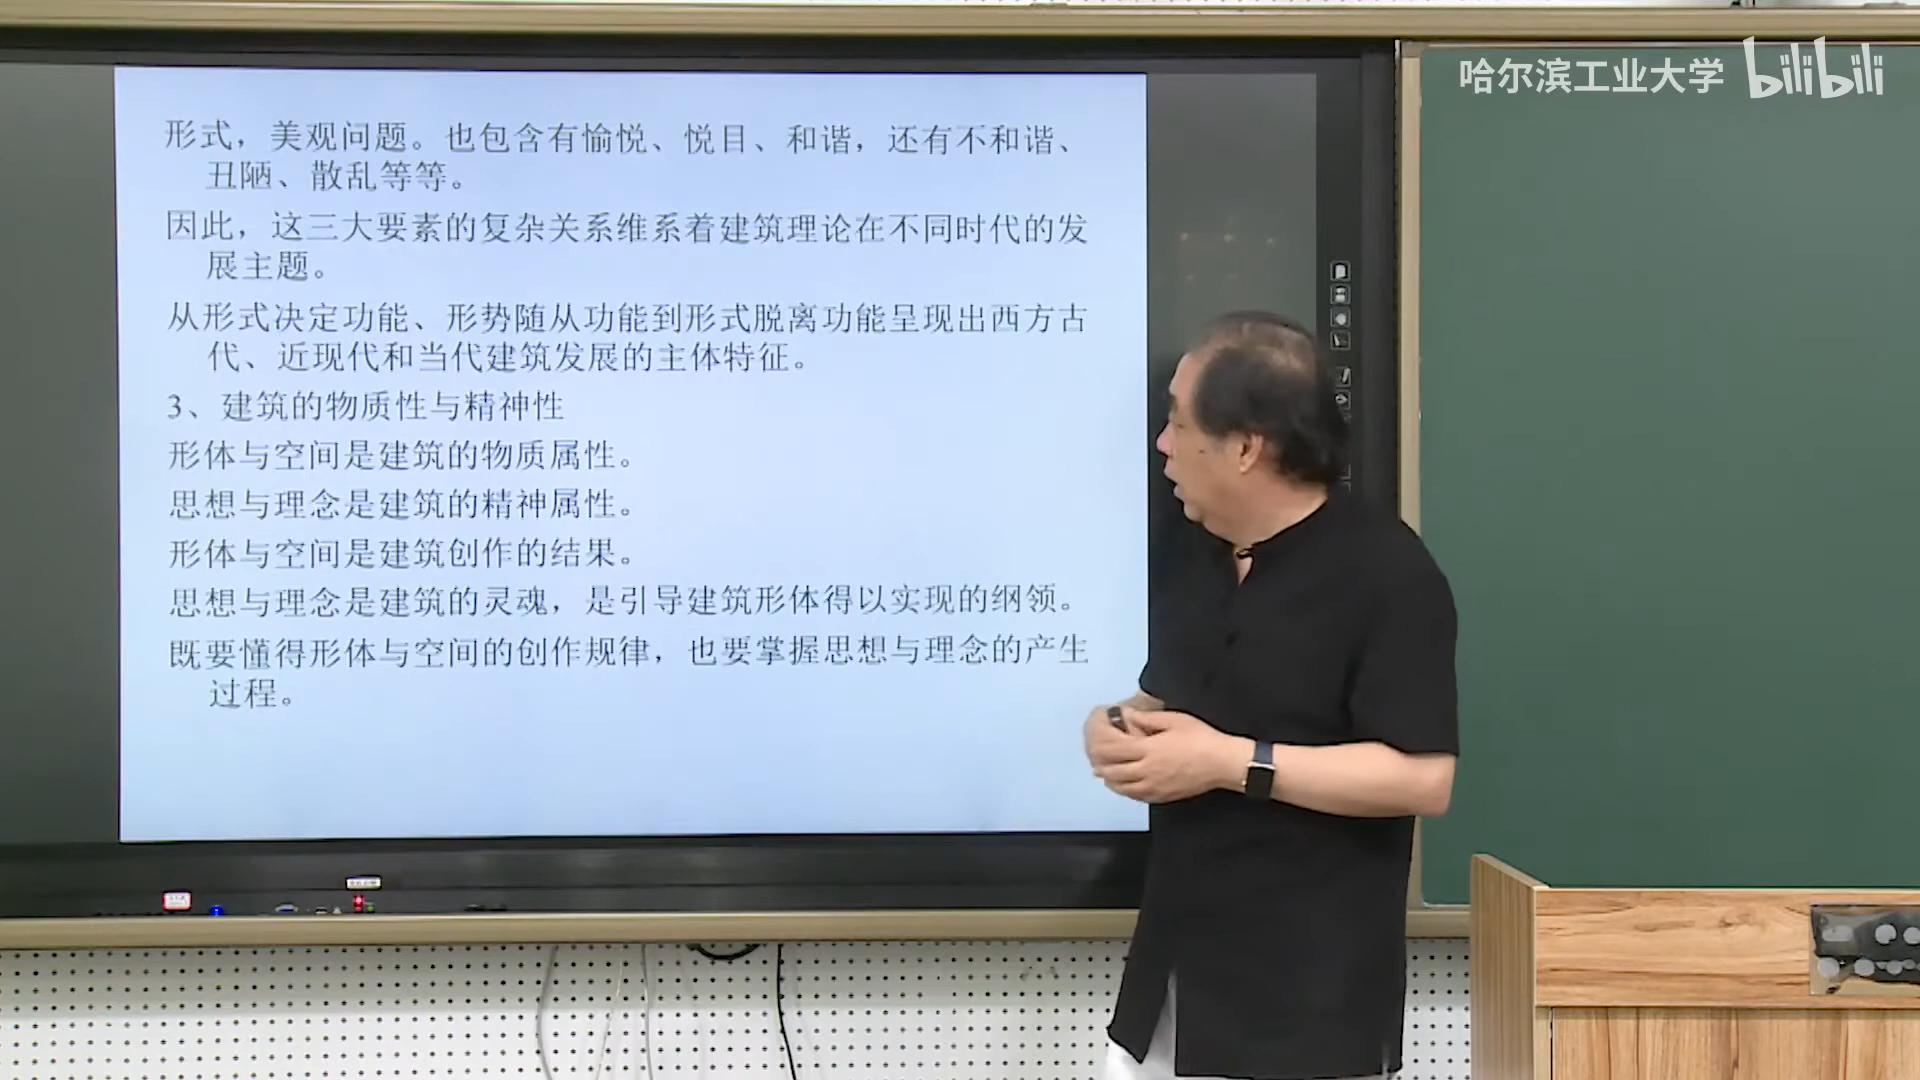 哈尔滨工业大学 bilibili
形式，美观问题。也包含有愉悦、悦目、和谐，还有不和谐、
丑陋、散乱等等。
因此，这三大要素的复杂关系维系着建筑理论在不同时代的发
展主题。
从形式决定功能、形势随从功能到形式脱离功能呈现出西方古
代、近现代和当代建筑发展的主体特征。
3、建筑的物质性与精神性
形体与空间是建筑的物质属性。
思想与理念是建筑的精神属性。
形体与空间是建筑创作的结果。
思想与理念是建筑的灵魂，是引导建筑形体得以实现的纲领。
既要懂得形体与空间的创作规律，也要掌握思想与理念的产生
过程。